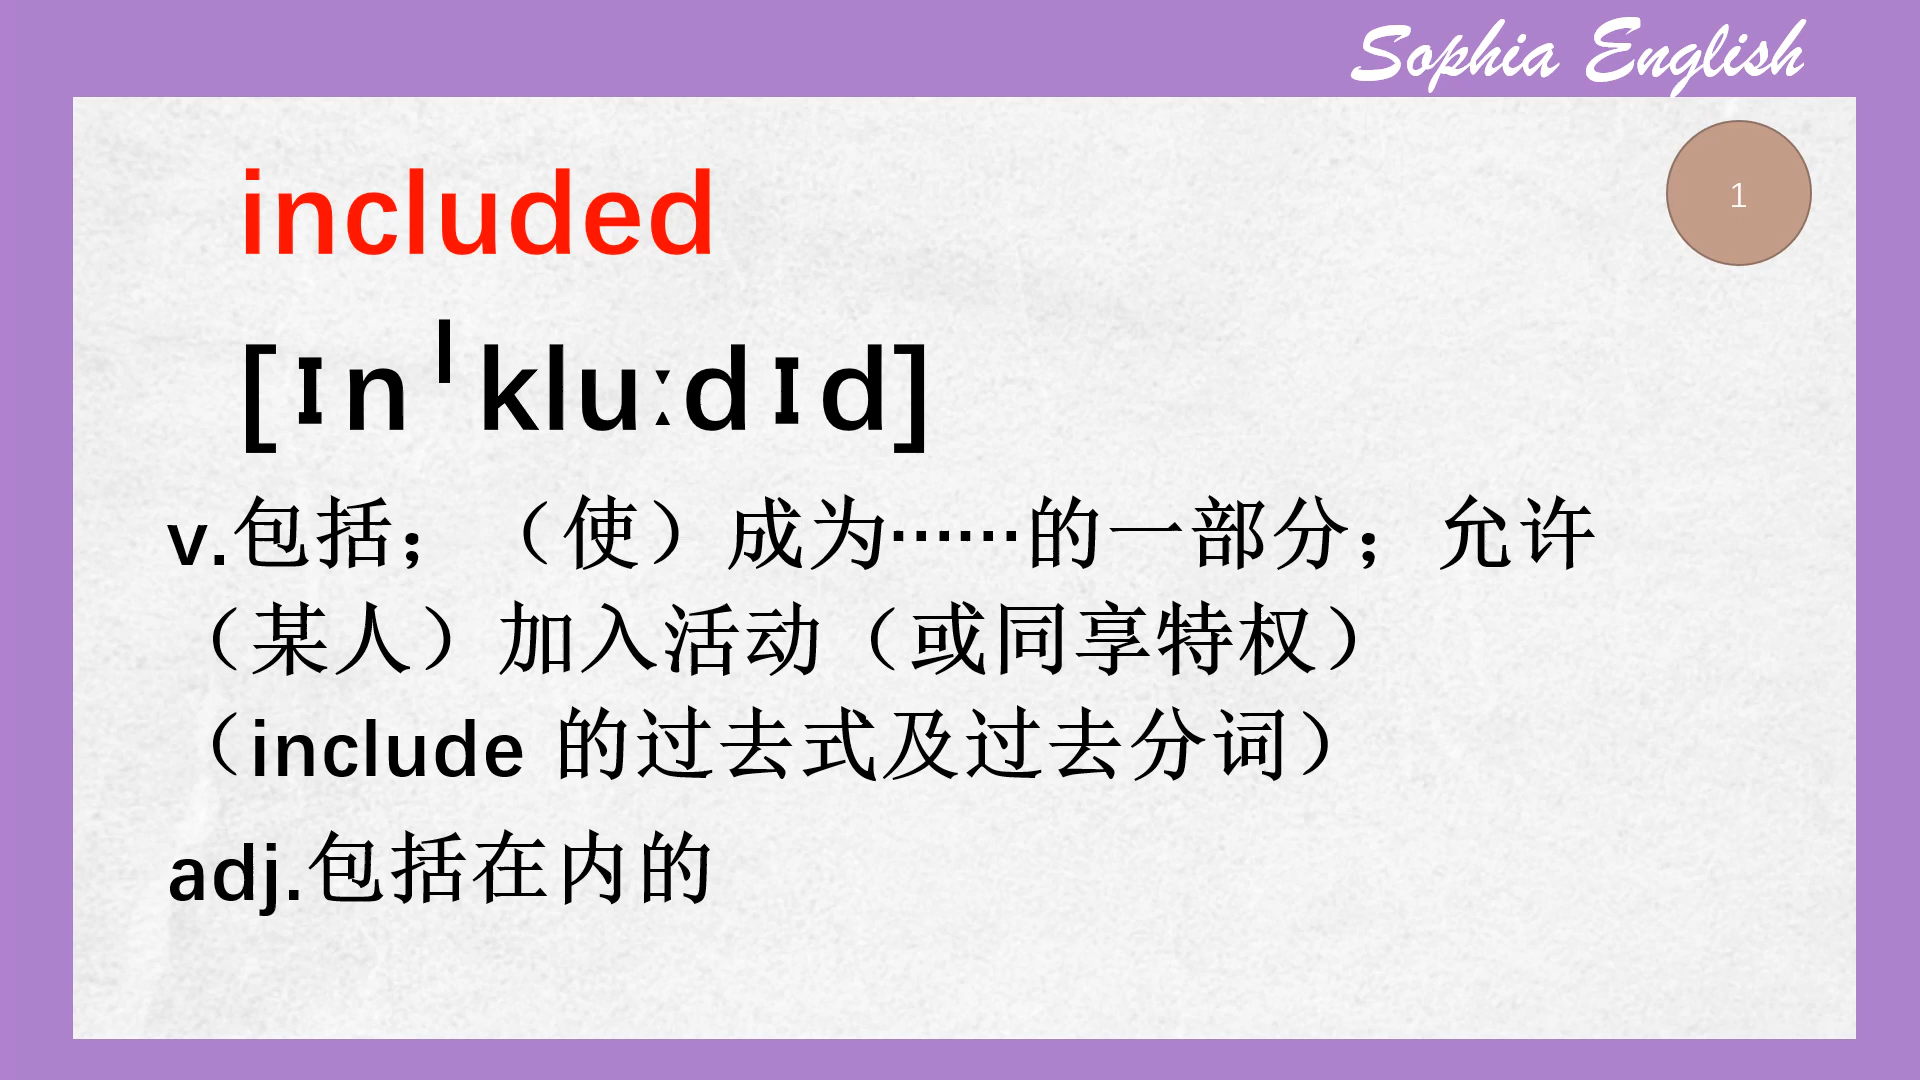 Sophia English
1
included
[ɪnˈkluːdɪd]
v.包括；（使）成为······的一部分；允许
（某人）加入活动（或同享特权）
（include 的过去式及过去分词）
adj.包括在内的